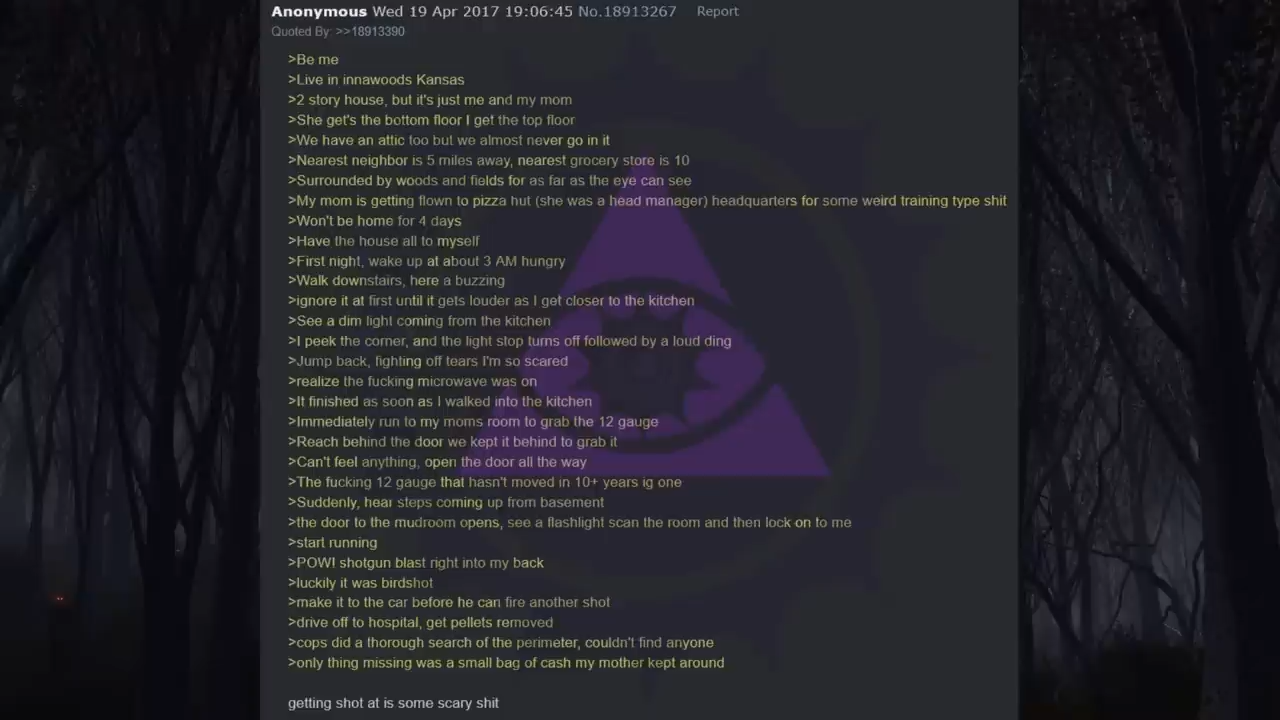 Anonymous Wed 19 Apr 2017 19:06:45 No.18913267 Report
Quoted By: >>18913390
>Be me
>Live in innawoods Kansas
>2 story house, but it's just me and my mom
>She get's the bottom floor I get the top floor
>We have an attic too but we almost never go in it
>Nearest neighbor is 5 miles away, nearest grocery store is 10
>Surrounded by woods and fields for as far as the eye can see
>My mom is getting flown to pizza hut (she was a head manager) headquarters for some weird training type shit
>Won't be home for 4 days
>Have the house all to myself
>First night, wake up at about 3 AM hungry
>Walk downstairs, here a buzzing
>ignore it at first until it gets louder as I get closer to the kitchen
>See a dim light coming from the kitchen
>I peek the corner, and the light stop turns off followed by a loud ding
>Jump back, fighting off tears I'm so scared
>realize the fucking microwave was on
>It finished as soon as I walked into the kitchen
>Immediately run to my moms room to grab the 12 gauge
>Reach behind the door we kept it behind to grab it
>Can't feel anything, open the door all the way
>The fucking 12 gauge that hasn't moved in 10+ years ig one
>Suddenly, hear steps coming up from basement
>the door to the mudroom opens, see a flashlight scan the room and then lock on to me
>start running
>POW! shotgun blast right into my back
>luckily it was birdshot
>make it to the car before he can fire another shot
>drive off to hospital, get pellets removed
>cops did a thorough search of the perimeter, couldn't find anyone
>only thing missing was a small bag of cash my mother kept around
getting shot at is some scary shit